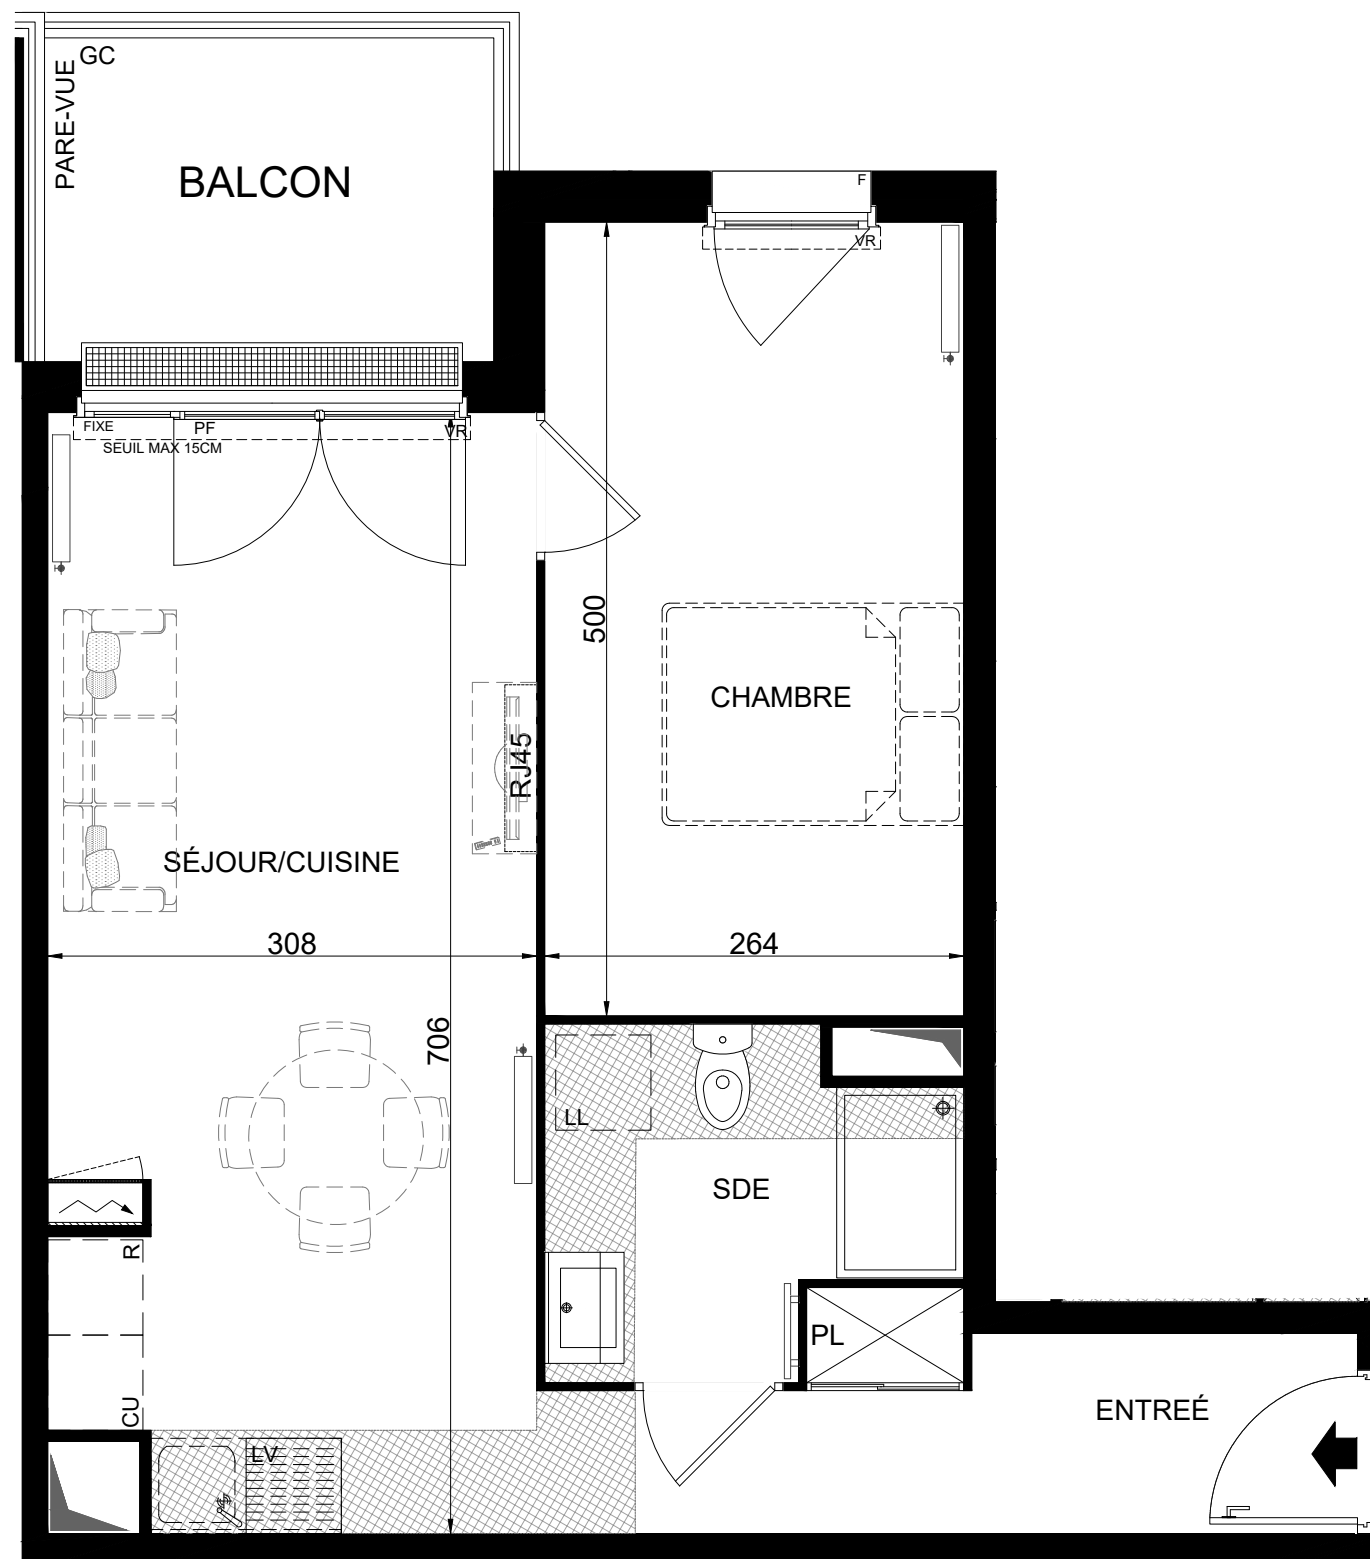 GC
PARE-VUE
BALCON
F
VR
FIXE
PF
VR
SEUIL MAX 15CM
500
CHAMBRE
RJ45
SÉJOUR/CUISINE
308
264
706
LL
SDE
R
PL
CU
ENTREÉ
LV